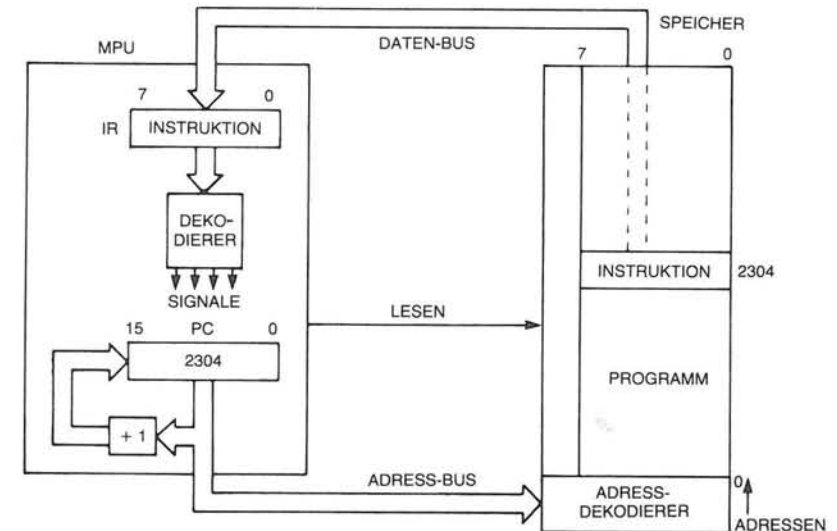 SPEICHER
DATEN-BUS
MPU
7 0
7 0
IR INSTRUKTION
DEKO-
DIERER
SIGNALE
INSTRUKTION 2304
LESEN
15 PC 0
2304
PROGRAMM
+ 1
ADRESS-BUS
0
ADRESS-
DEKODIERER
ADRESSEN